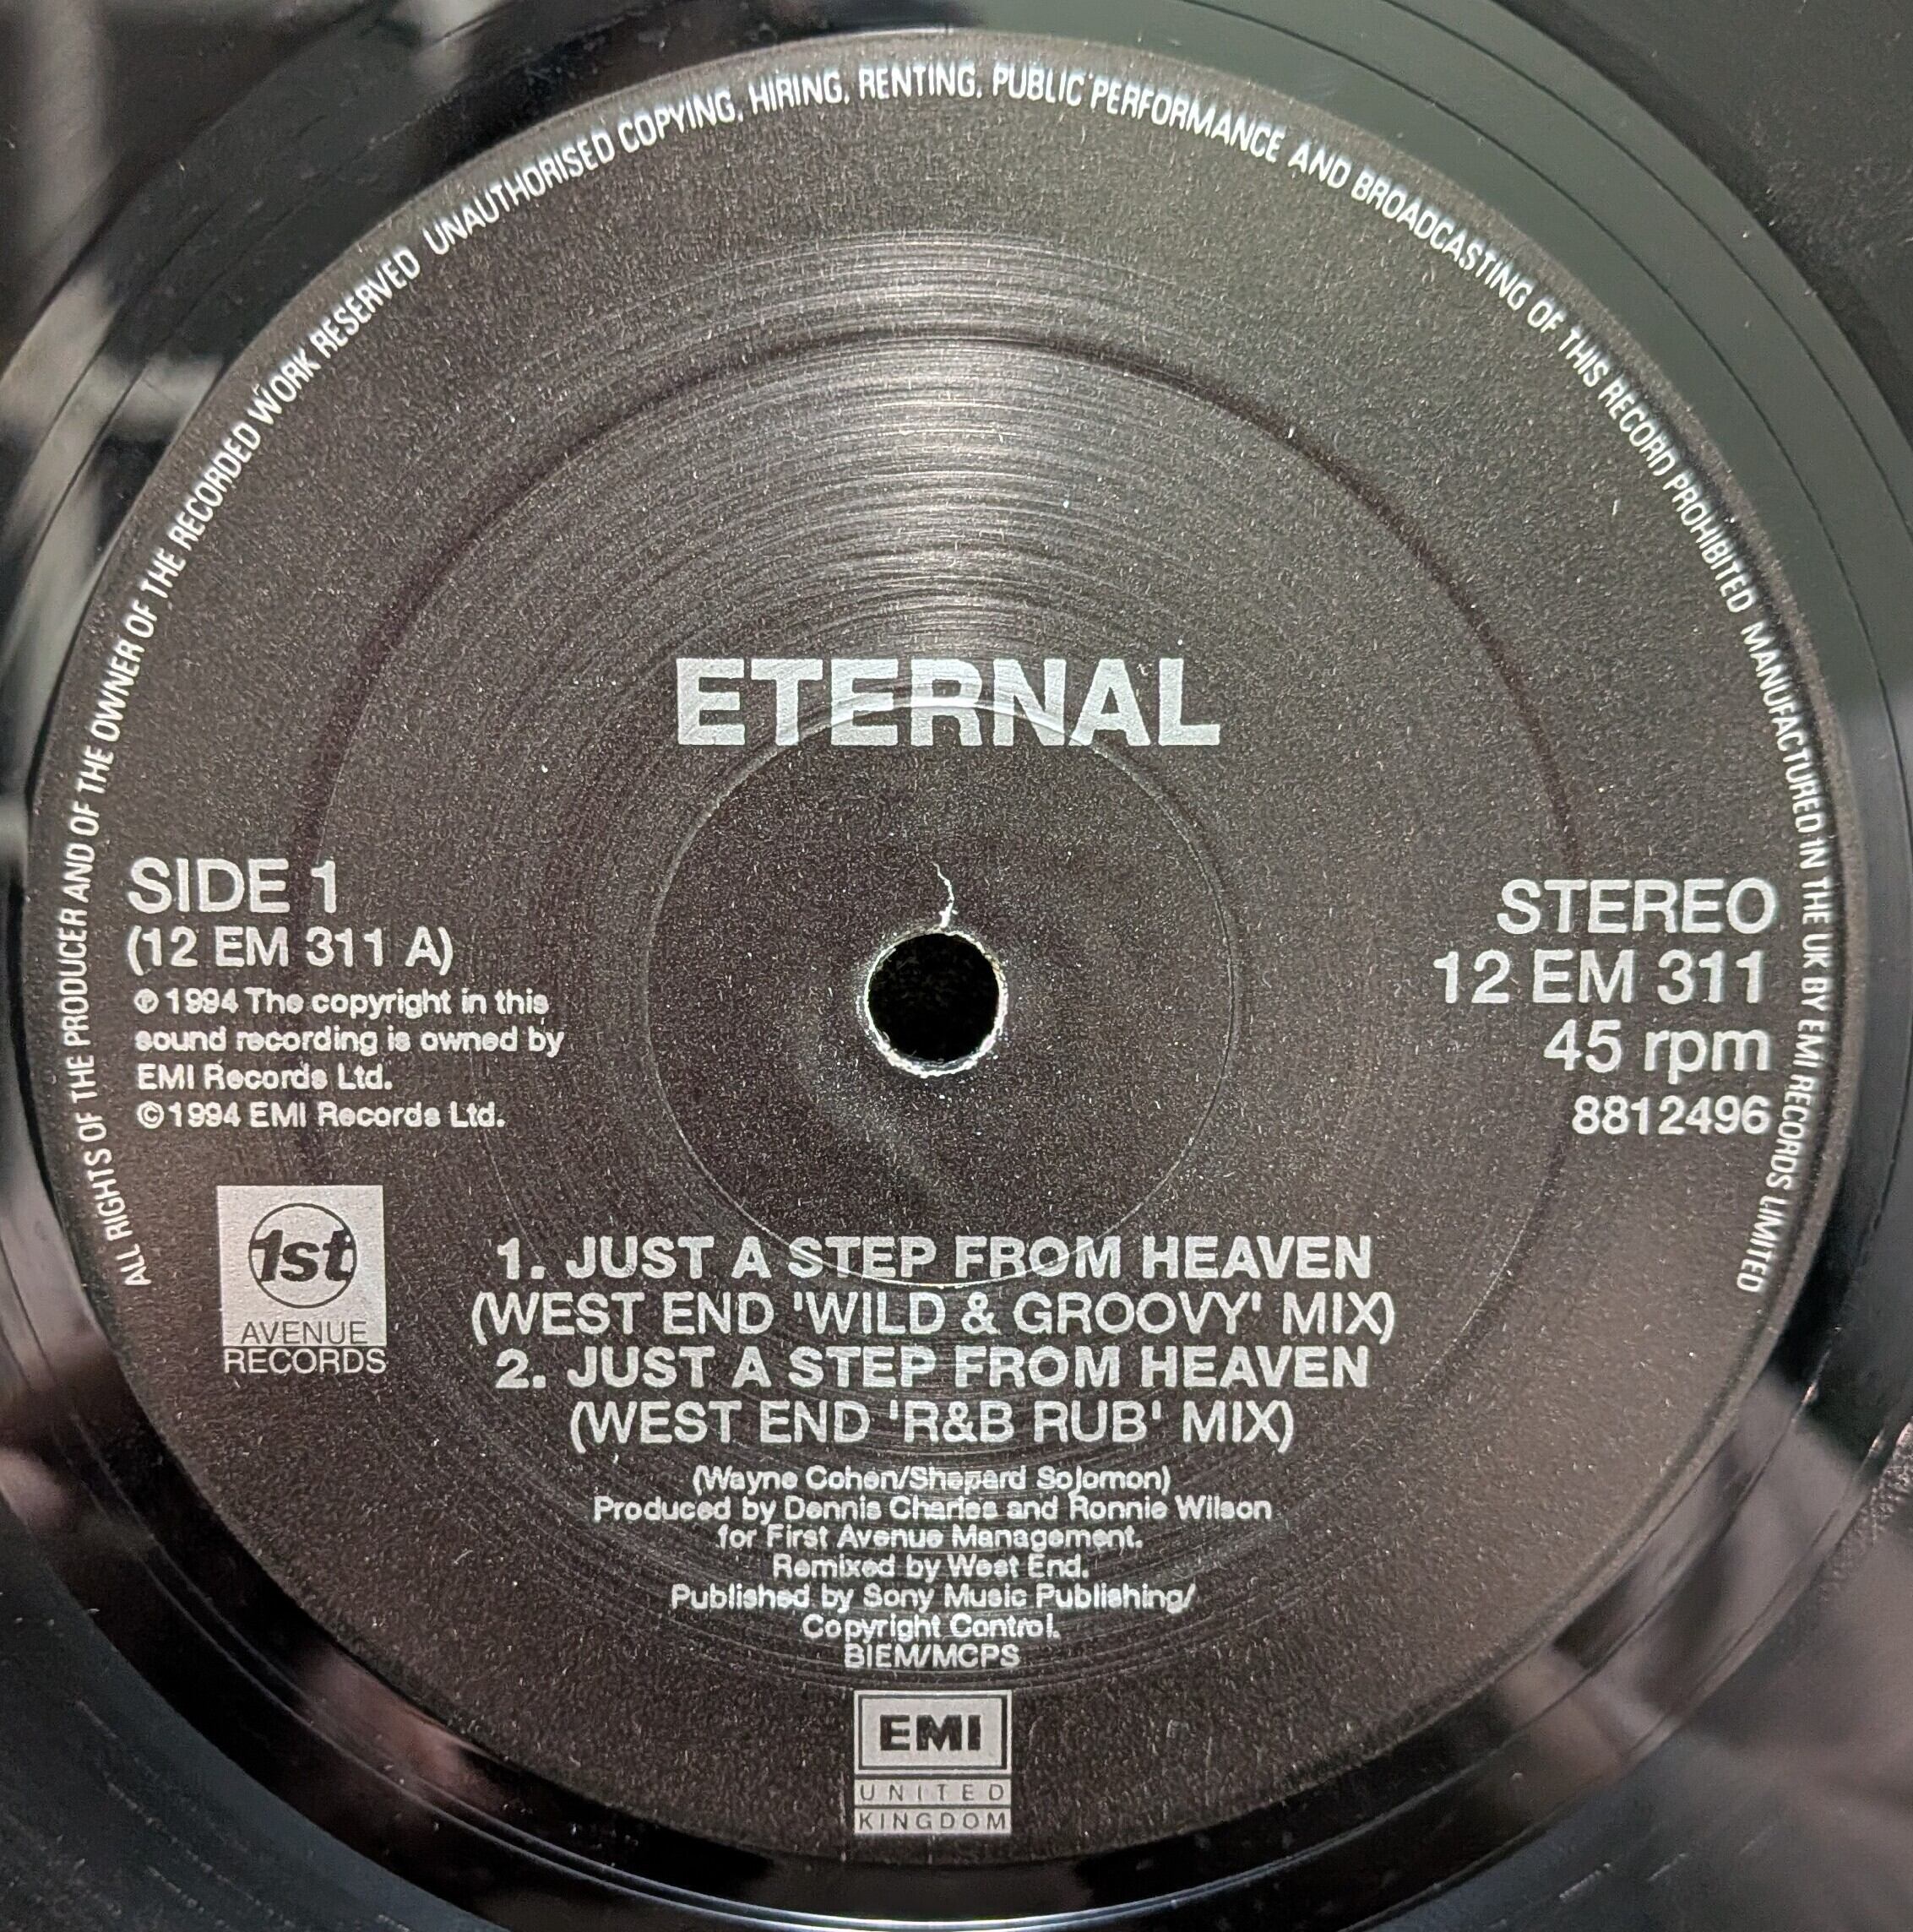 ALL RIGHTS OF THE PRODUCER AND OF THE OWNER OF THE RECORDED WORK RESERVED UNAUTHORISED COPYING, HIRING, RENTING, PUBLIC PERFORMANCE AND BROADCASTING OF THIS RECORD PROHIBITED MANUFACTURED IN THE UK BY EMI RECORDS LIMITED
ETERNAL
SIDE 1
(12 EM 311 A)
℗ 1994 The copyright in this
sound recording is owned by
EMI Records Ltd.
© 1994 EMI Records Ltd.
STEREO
12 EM 311
45 rpm
8812496
1st
AVENUE
RECORDS
1. JUST A STEP FROM HEAVEN
(WEST END 'WILD & GROOVY' MIX)
2. JUST A STEP FROM HEAVEN
(WEST END 'R&B RUB' MIX)
(Wayne Cohen/Shepard Solomon)
Produced by Dennis Charles and Ronnie Wilson
for First Avenue Management.
Remixed by West End.
Published by Sony Music Publishing/
Copyright Control.
BIEM/MCPS
EMI
UNITED
KINGDOM